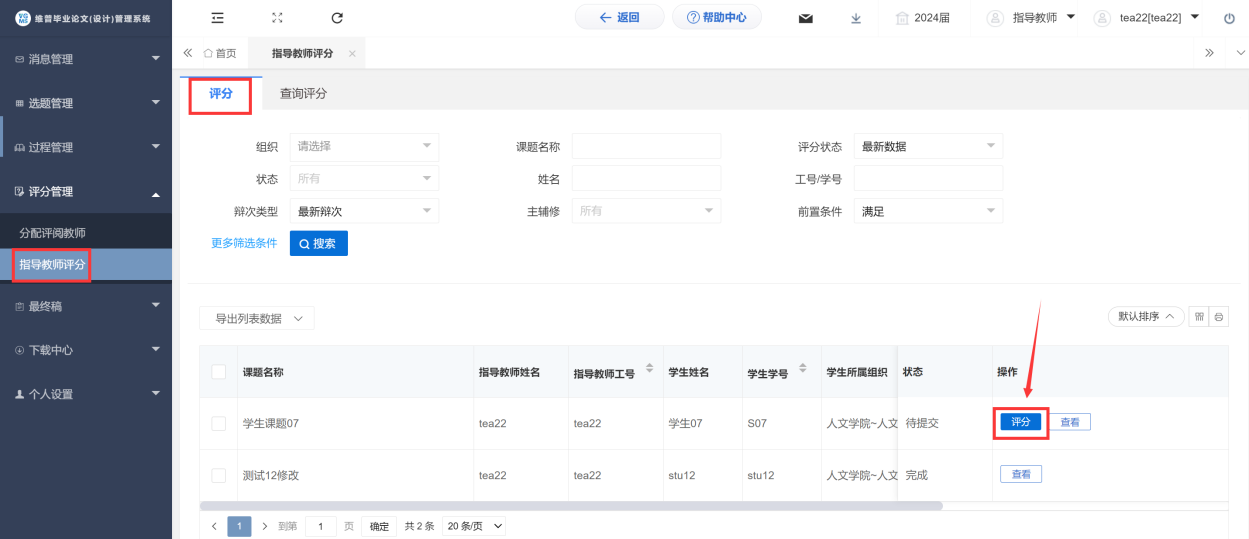 维普毕业论文(设计)管理系统
返回
帮助中心
2024届
指导教师
tea22[tea22]
消息管理
选题管理
过程管理
评分管理
分配评阅教师
指导教师评分
最终稿
下载中心
个人设置
首页
指导教师评分
评分
查询评分
组织 请选择 课题名称 评分状态 最新数据
状态 所有 姓名 工号/学号
辩次类型 最新辩次 主辅修 所有 前置条件 满足
更多筛选条件 搜索
导出列表数据 默认排序
课题名称 指导教师姓名 指导教师工号 学生姓名 学生学号 学生所属组织 状态 操作
学生课题07 tea22 tea22 学生07 S07 人文学院~人文 待提交 评分 查看
测试12修改 tea22 tea22 stu12 stu12 人文学院~人文 完成 查看
1 到第 1 页 确定 共 2 条 20 条/页